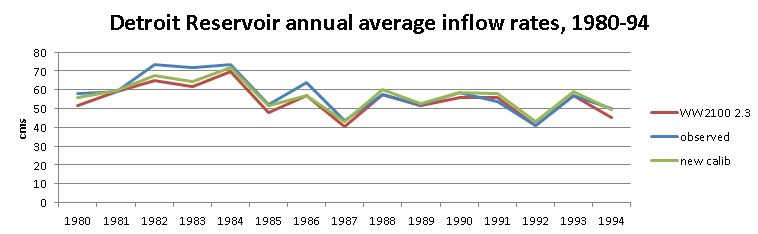 Detroit Reservoir annual average inflow rates, 1980-94
80
70
60
50
40
30
20
10
0
cms
1980 1981 1982 1983 1984 1985 1986 1987 1988 1989 1990 1991 1992 1993 1994
WW2100 2.3
observed
new calib